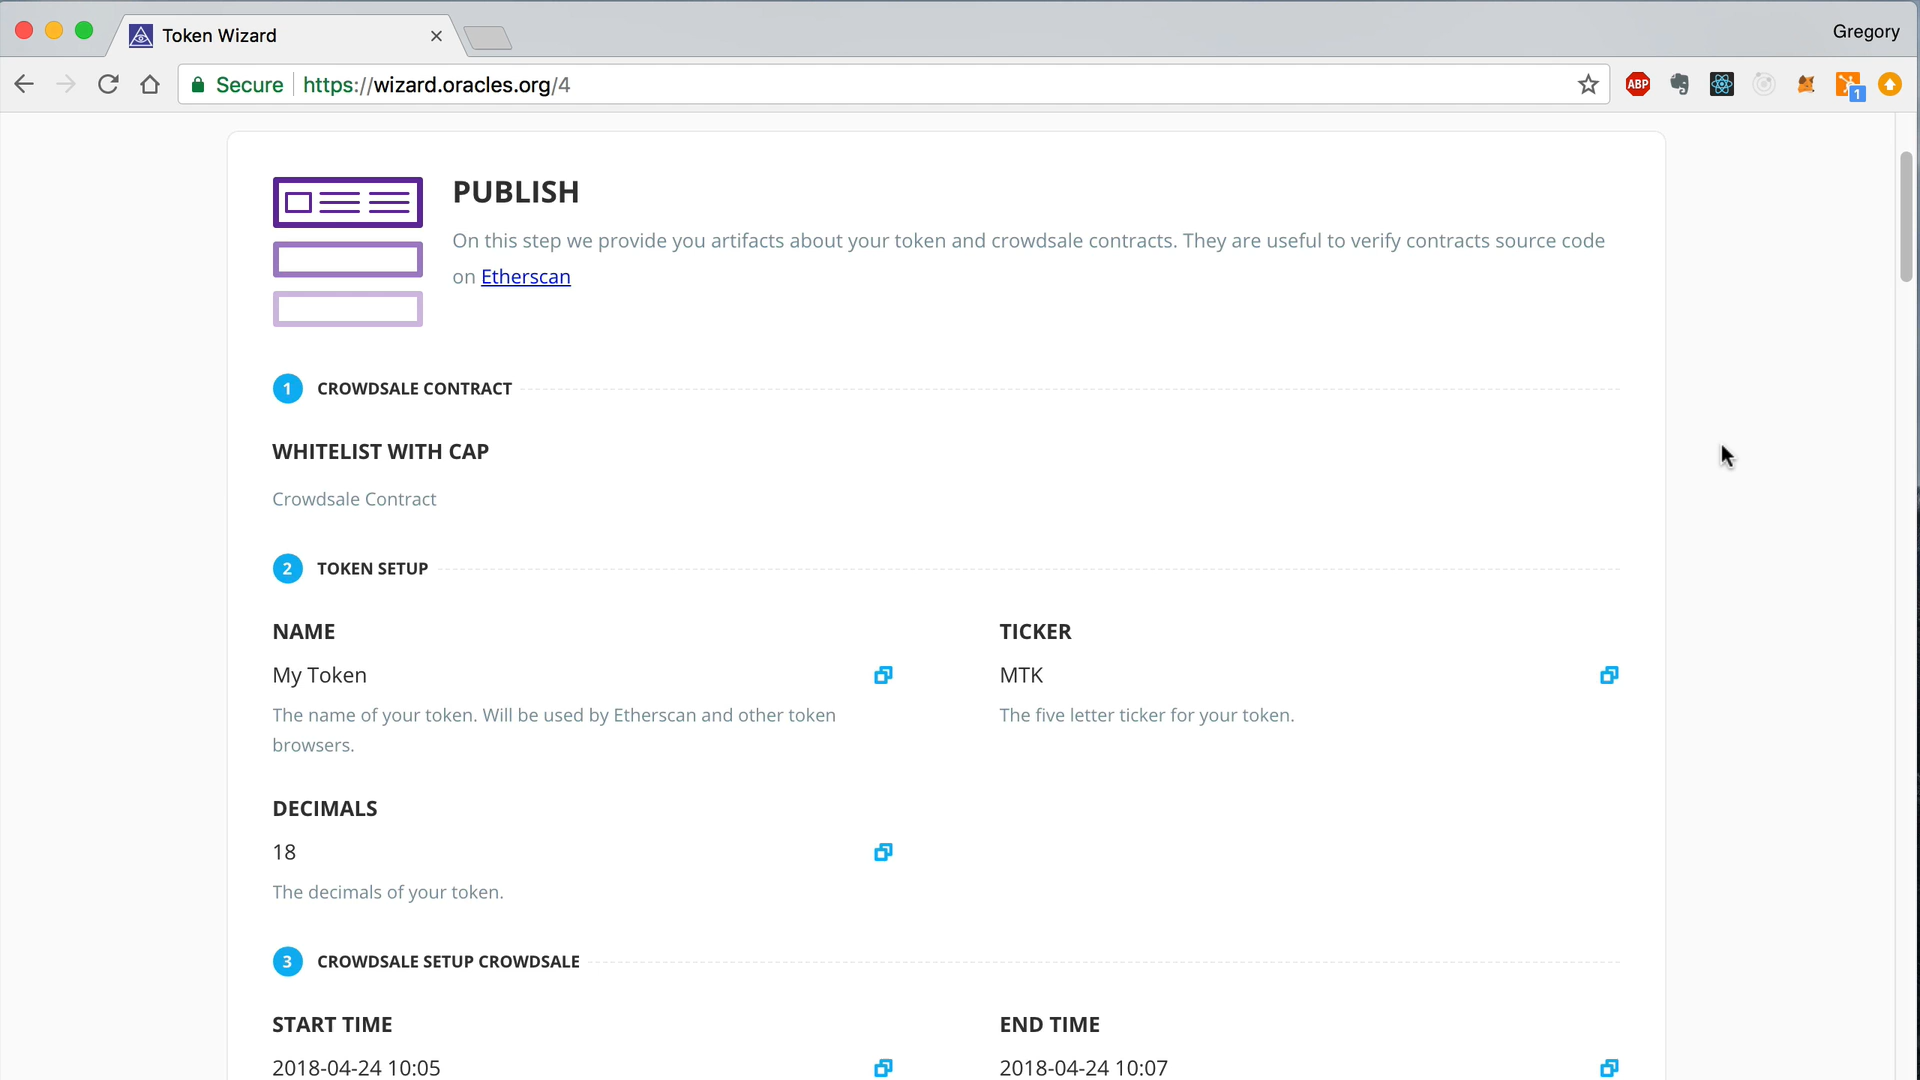 Token Wizard
Gregory
Secure https://wizard.oracles.org/4
ABP
1
PUBLISH
On this step we provide you artifacts about your token and crowdsale contracts. They are useful to verify contracts source code
on Etherscan
1 CROWDSALE CONTRACT
WHITELIST WITH CAP
Crowdsale Contract
2 TOKEN SETUP
NAME
My Token
The name of your token. Will be used by Etherscan and other token
browsers.
TICKER
MTK
The five letter ticker for your token.
DECIMALS
18
The decimals of your token.
3 CROWDSALE SETUP CROWDSALE
START TIME
2018-04-24 10:05
END TIME
2018-04-24 10:07